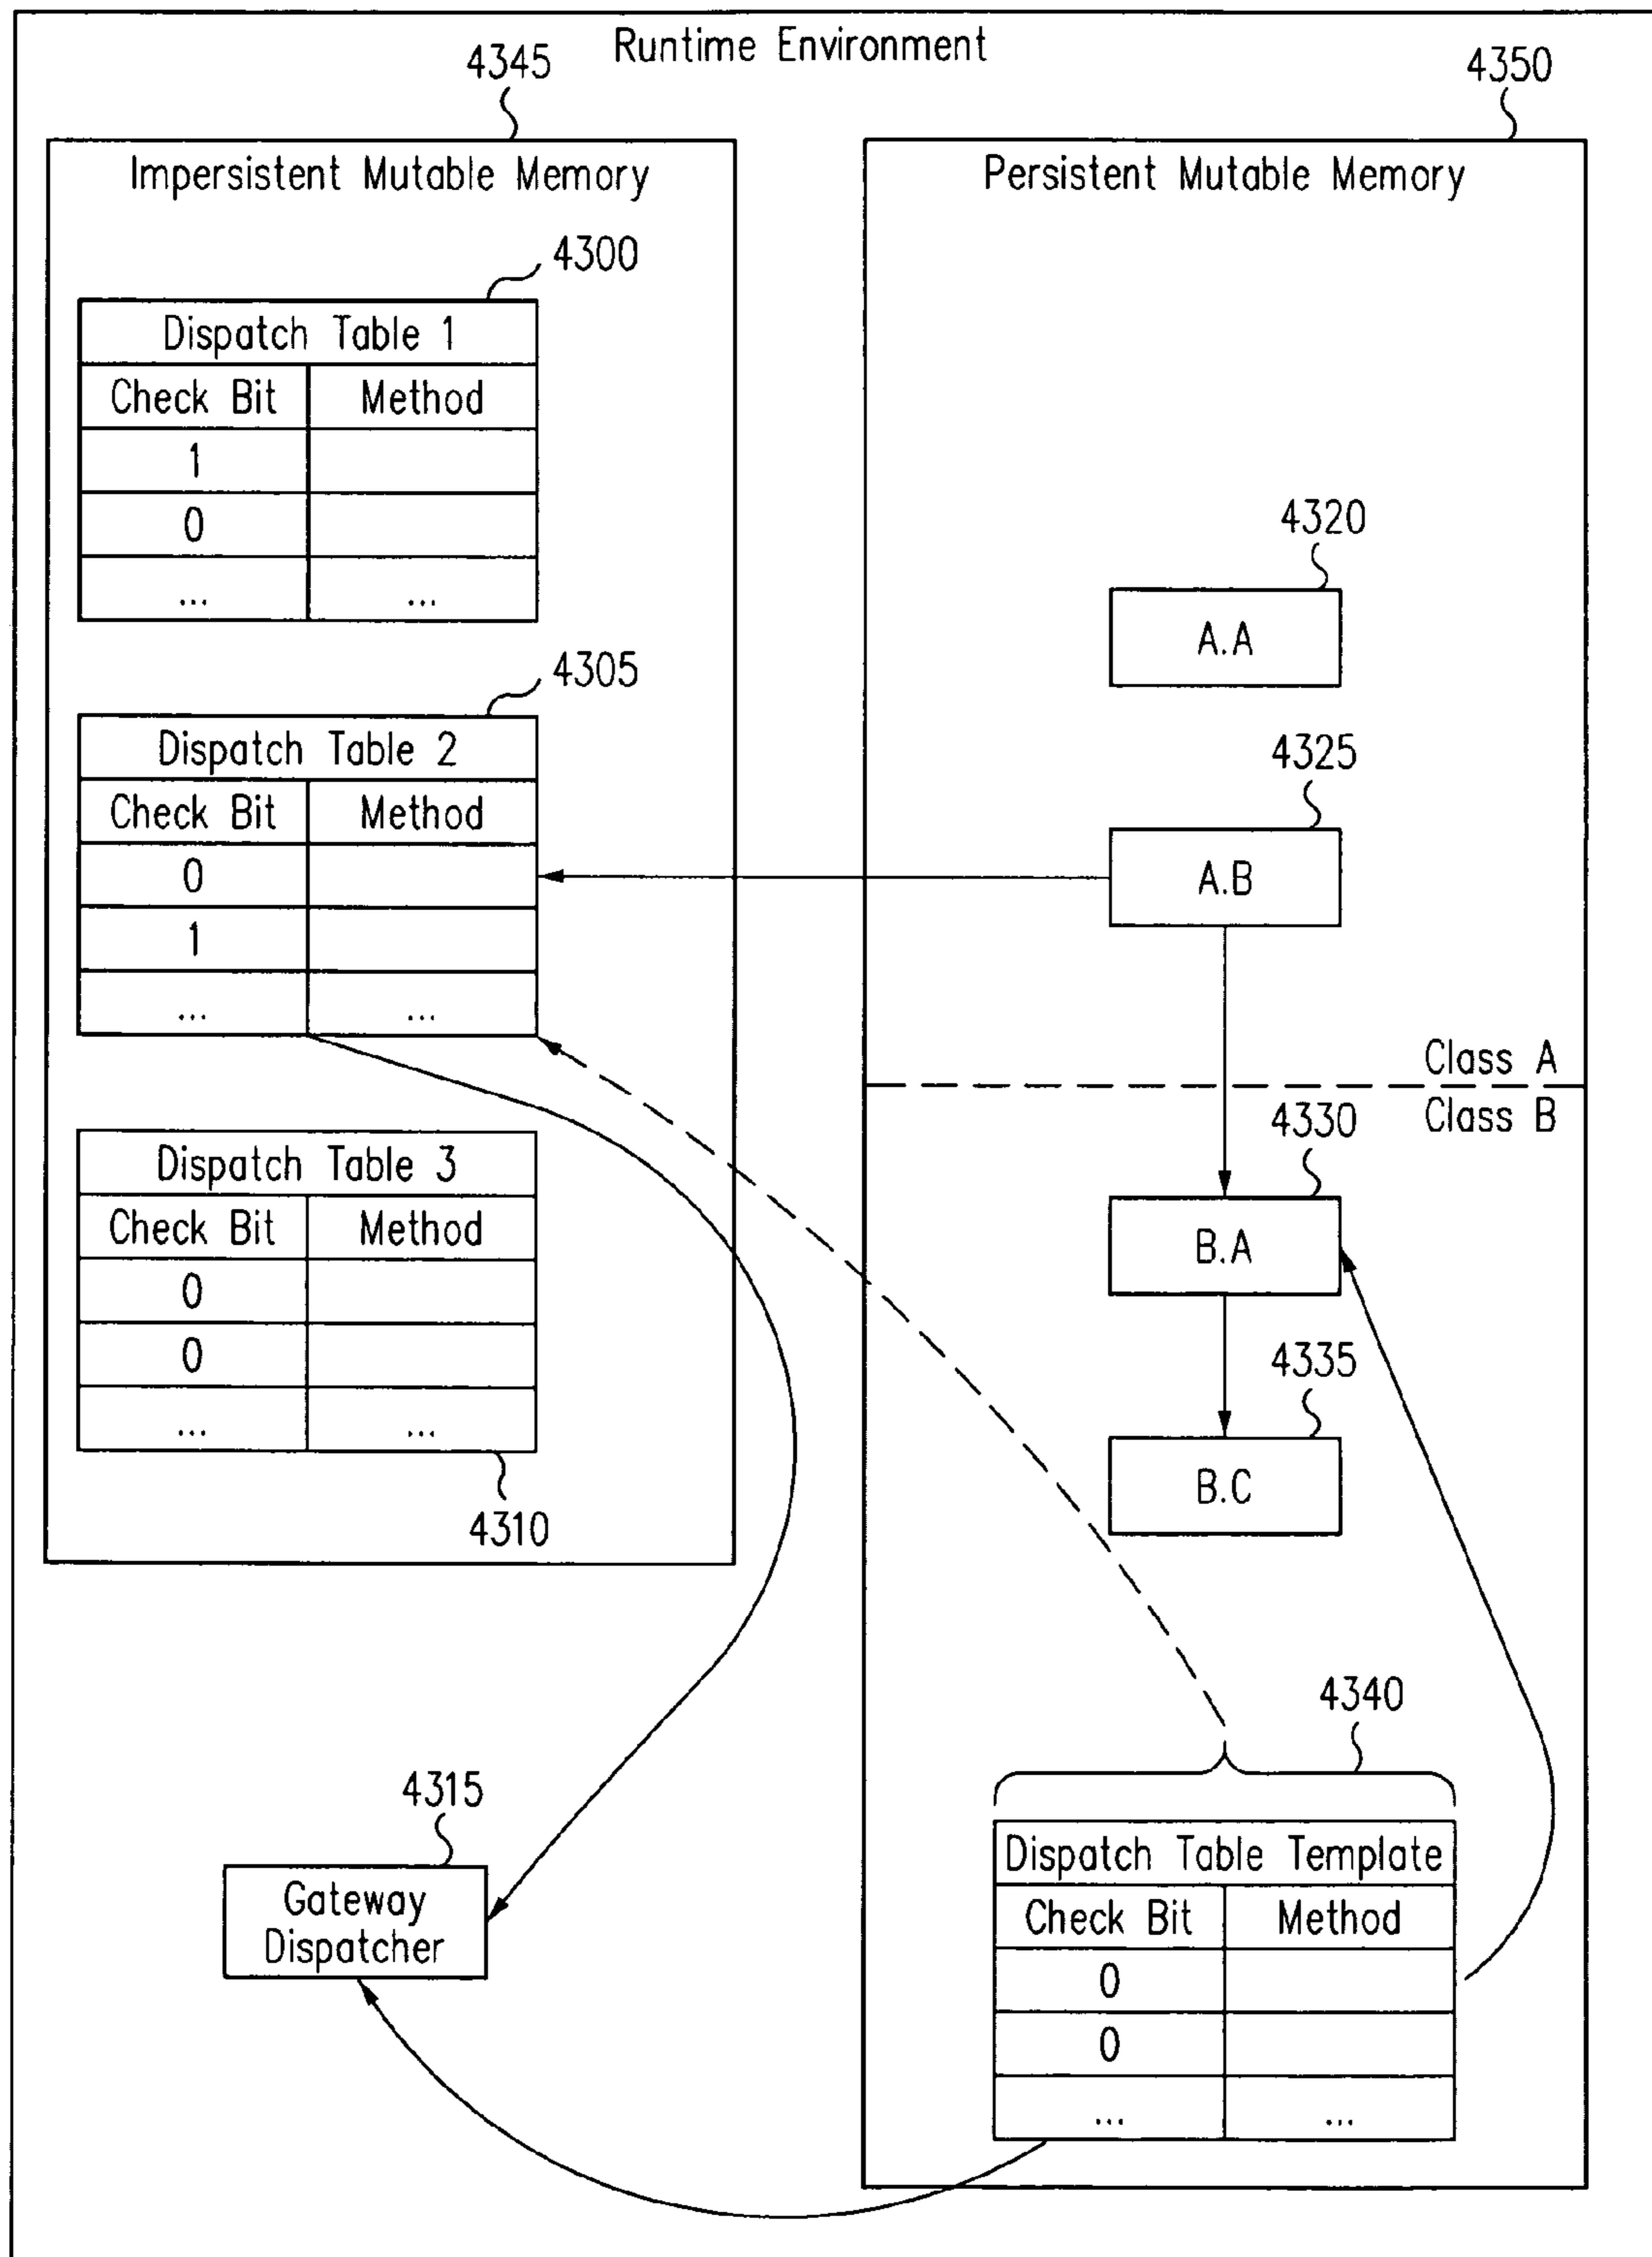 Runtime Environment
4345
4350
Impersistent Mutable Memory
4300
Dispatch Table 1
Check Bit Method
1
0
... ...
4305
Dispatch Table 2
Check Bit Method
0
1
... ...
Dispatch Table 3
Check Bit Method
0
0
... ...
4310
4315
Gateway
Dispatcher
Persistent Mutable Memory
4320
A.A
4325
A.B
Class A
Class B
4330
B.A
4335
B.C
4340
Dispatch Table Template
Check Bit Method
0
0
... ...